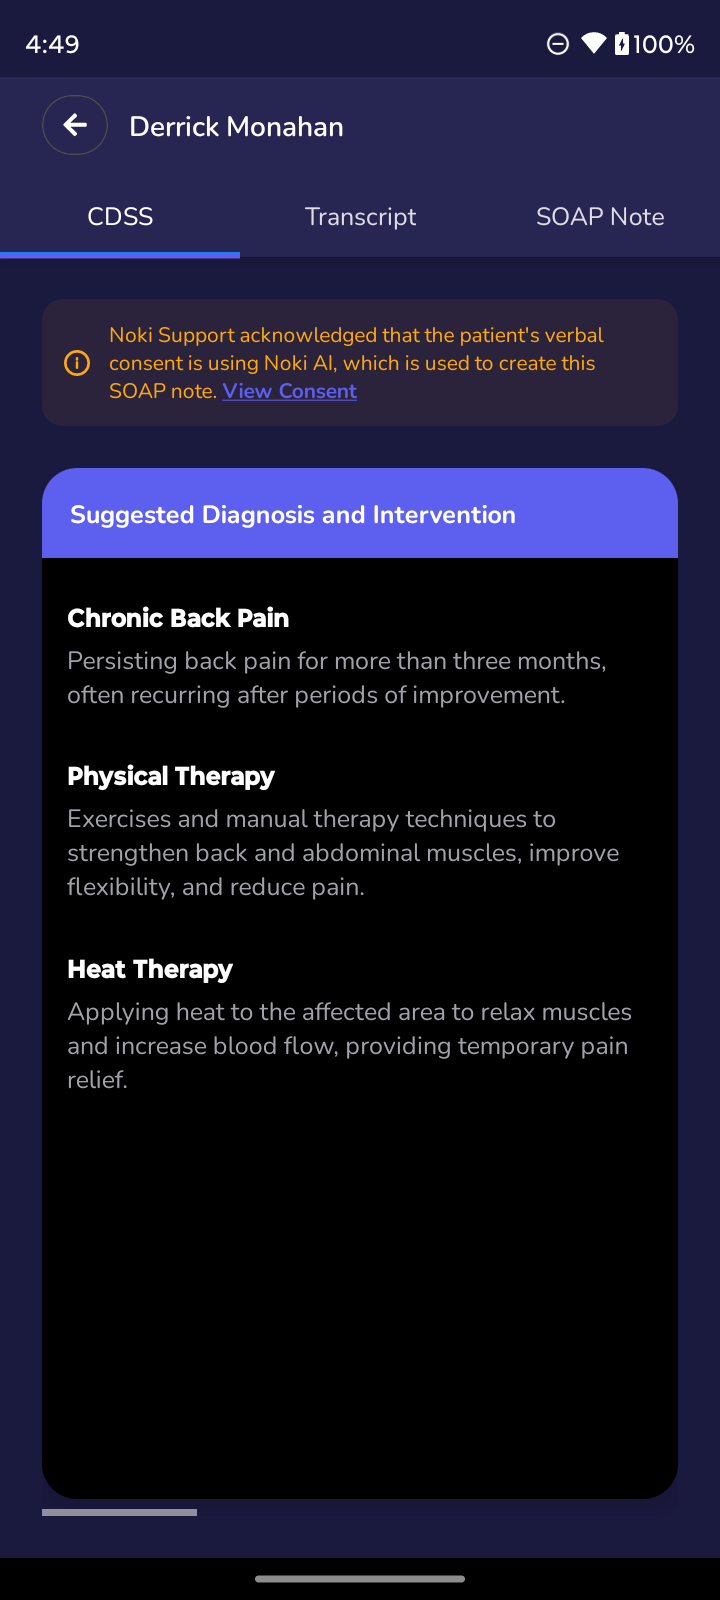 4:49
100%
Derrick Monahan
CDSS
Transcript
SOAP Note
Noki Support acknowledged that the patient's verbal
consent is using Noki AI, which is used to create this
SOAP note. View Consent
Suggested Diagnosis and Intervention
Chronic Back Pain
Persisting back pain for more than three months,
often recurring after periods of improvement.
Physical Therapy
Exercises and manual therapy techniques to
strengthen back and abdominal muscles, improve
flexibility, and reduce pain.
Heat Therapy
Applying heat to the affected area to relax muscles
and increase blood flow, providing temporary pain
relief.